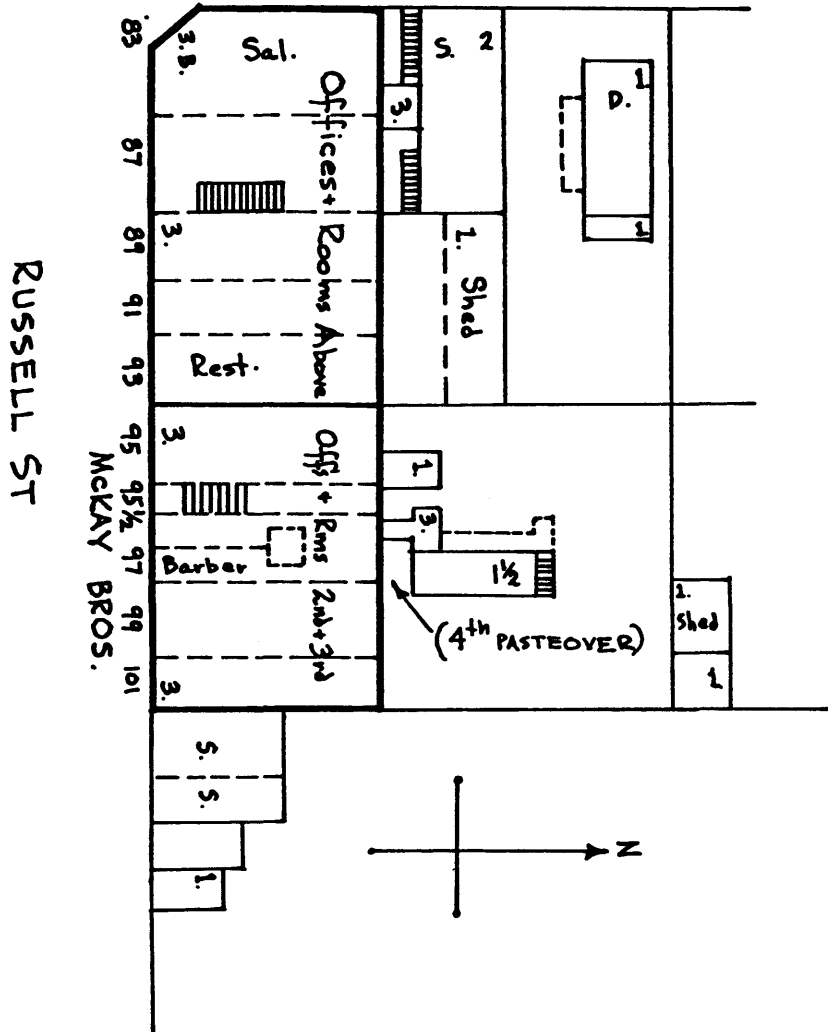 '83
3.B.
Sal.
87
Offices + Rooms Above
89
3.
91
93
Rest.
S. 2
3.
1. Shed
1
D.
1
RUSSELL ST
McKAY BROS.
95
3.
95½
97
Barber
99
101
3.
Offs + Rms 2nd + 3rd
1.
3.
1½
(4th PASTEOVER)
1.
Shed
1
S.
S.
1.
N